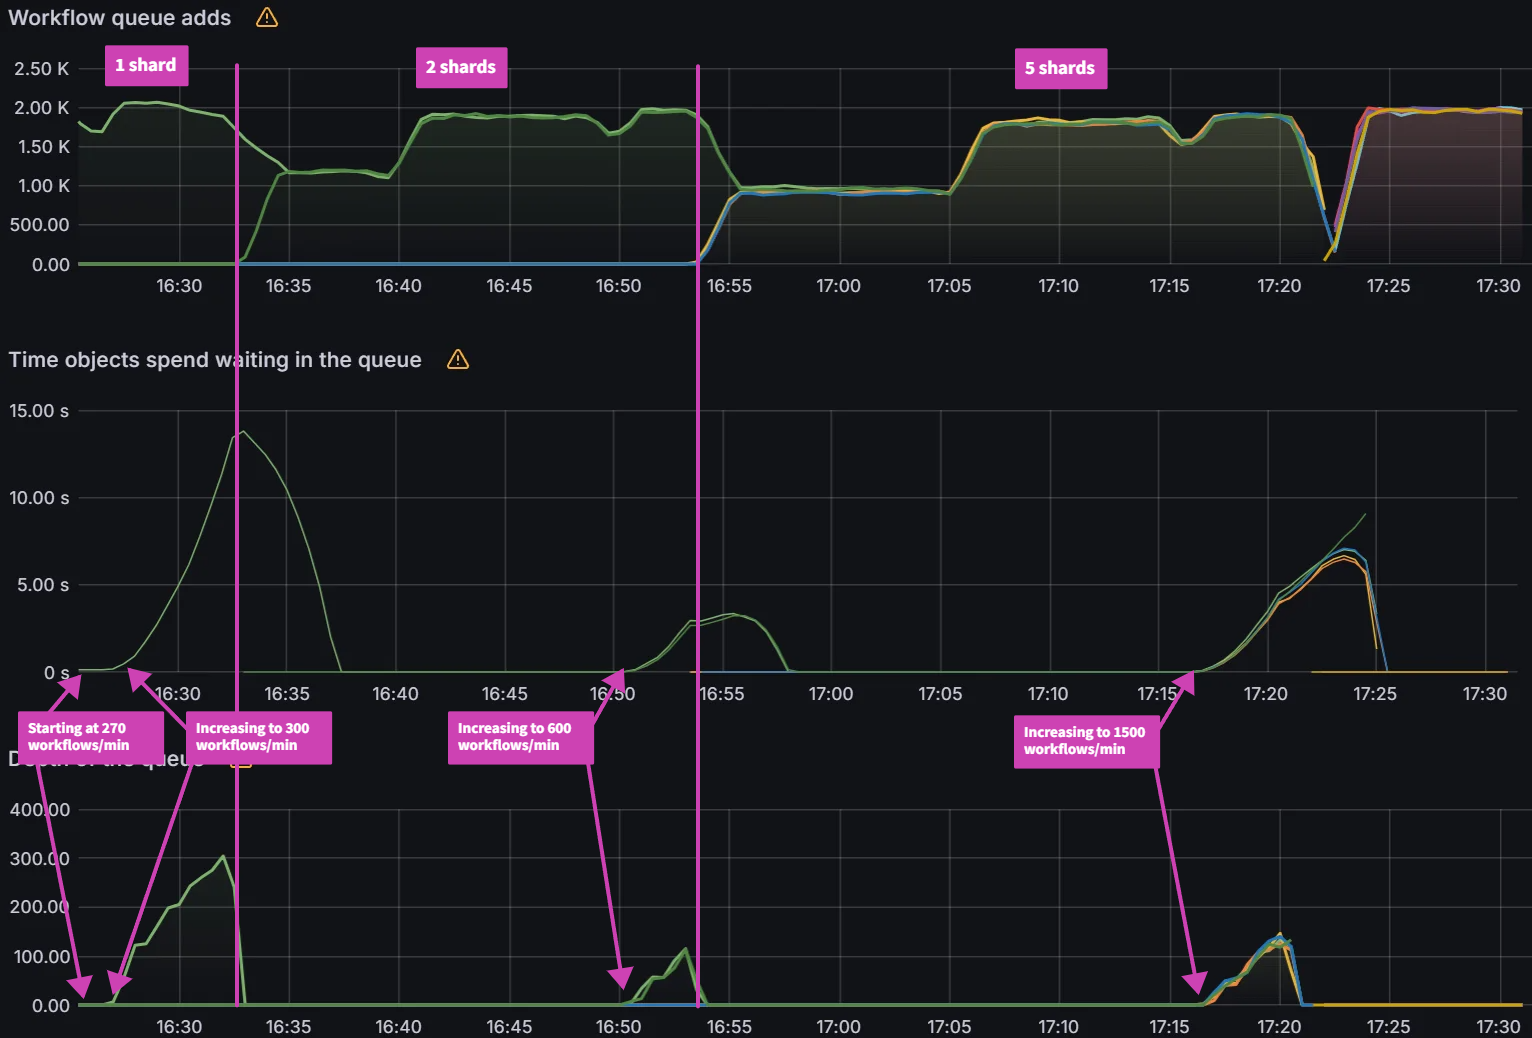 Workflow queue adds
1 shard
2 shards
5 shards
2.50 K
2.00 K
1.50 K
1.00 K
500.00
0.00
16:30 16:35 16:40 16:45 16:50 16:55 17:00 17:05 17:10 17:15 17:20 17:25 17:30
Time objects spend waiting in the queue
15.00 s
10.00 s
5.00 s
0 s
16:30 16:35 16:40 16:45 16:50 16:55 17:00 17:05 17:10 17:15 17:20 17:25 17:30
Starting at 270
workflows/min
Increasing to 300
workflows/min
Increasing to 600
workflows/min
Increasing to 1500
workflows/min
Depth of the queue
400.00
300.00
200.00
100.00
0.00
16:30 16:35 16:40 16:45 16:50 16:55 17:00 17:05 17:10 17:15 17:20 17:25 17:30